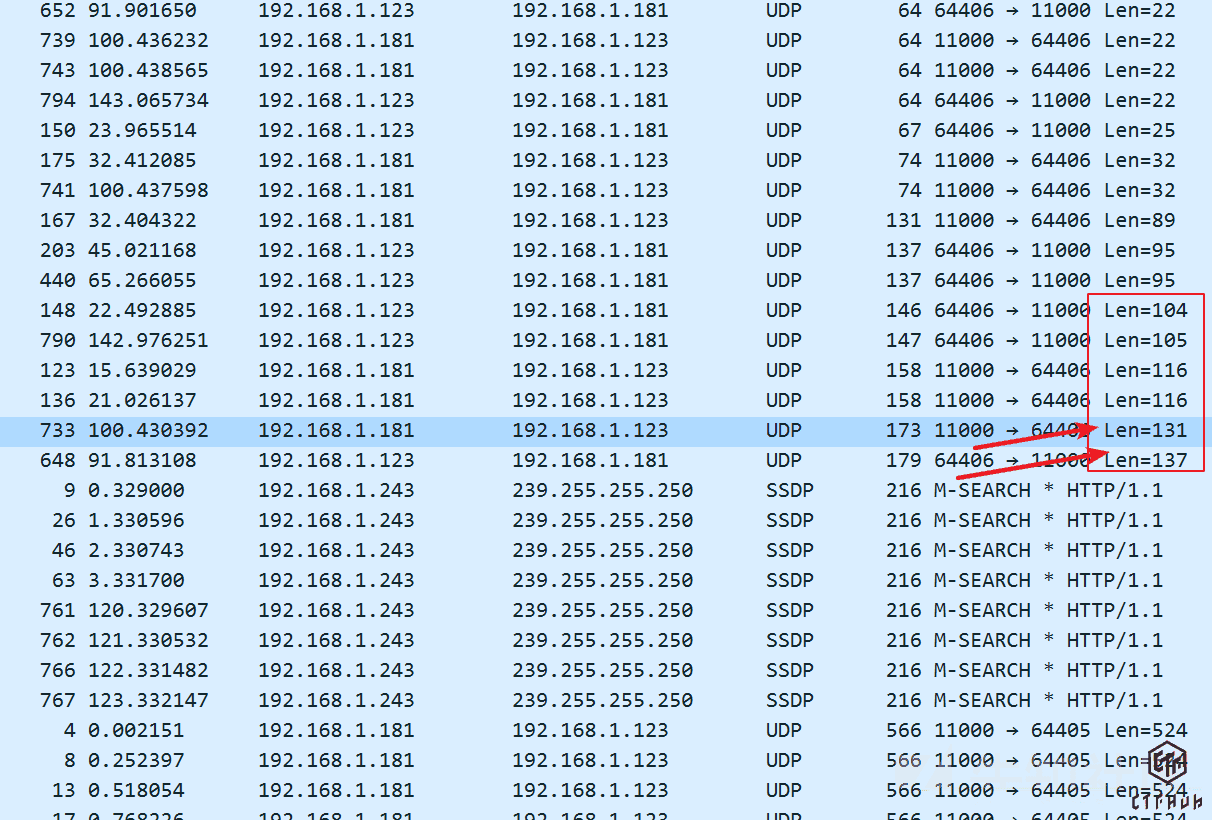 652 91.901650 192.168.1.123 192.168.1.181 UDP 64 64406 → 11000 Len=22
739 100.436232 192.168.1.181 192.168.1.123 UDP 64 11000 → 64406 Len=22
743 100.438565 192.168.1.181 192.168.1.123 UDP 64 11000 → 64406 Len=22
794 143.065734 192.168.1.123 192.168.1.181 UDP 64 64406 → 11000 Len=22
150 23.965514 192.168.1.123 192.168.1.181 UDP 67 64406 → 11000 Len=25
175 32.412085 192.168.1.181 192.168.1.123 UDP 74 11000 → 64406 Len=32
741 100.437598 192.168.1.181 192.168.1.123 UDP 74 11000 → 64406 Len=32
167 32.404322 192.168.1.181 192.168.1.123 UDP 131 11000 → 64406 Len=89
203 45.021168 192.168.1.123 192.168.1.181 UDP 137 64406 → 11000 Len=95
440 65.266055 192.168.1.123 192.168.1.181 UDP 137 64406 → 11000 Len=95
148 22.492885 192.168.1.123 192.168.1.181 UDP 146 64406 → 11000 Len=104
790 142.976251 192.168.1.123 192.168.1.181 UDP 147 64406 → 11000 Len=105
123 15.639029 192.168.1.181 192.168.1.123 UDP 158 11000 → 64406 Len=116
136 21.026137 192.168.1.181 192.168.1.123 UDP 158 11000 → 64406 Len=116
733 100.430392 192.168.1.181 192.168.1.123 UDP 173 11000 → 64406 Len=131
648 91.813108 192.168.1.123 192.168.1.181 UDP 179 64406 → 11000 Len=137
9 0.329000 192.168.1.243 239.255.255.250 SSDP 216 M-SEARCH * HTTP/1.1
26 1.330596 192.168.1.243 239.255.255.250 SSDP 216 M-SEARCH * HTTP/1.1
46 2.330743 192.168.1.243 239.255.255.250 SSDP 216 M-SEARCH * HTTP/1.1
63 3.331700 192.168.1.243 239.255.255.250 SSDP 216 M-SEARCH * HTTP/1.1
761 120.329607 192.168.1.243 239.255.255.250 SSDP 216 M-SEARCH * HTTP/1.1
762 121.330532 192.168.1.243 239.255.255.250 SSDP 216 M-SEARCH * HTTP/1.1
766 122.331482 192.168.1.243 239.255.255.250 SSDP 216 M-SEARCH * HTTP/1.1
767 123.332147 192.168.1.243 239.255.255.250 SSDP 216 M-SEARCH * HTTP/1.1
4 0.002151 192.168.1.181 192.168.1.123 UDP 566 11000 → 64405 Len=524
8 0.252397 192.168.1.181 192.168.1.123 UDP 566 11000 → 64405 Len=524
13 0.518054 192.168.1.181 192.168.1.123 UDP 566 11000 → 64405 Len=524
17 0.768226 192.168.1.181 192.168.1.123 UDP 566 11000 → 64405 Len=524
CTFHUB